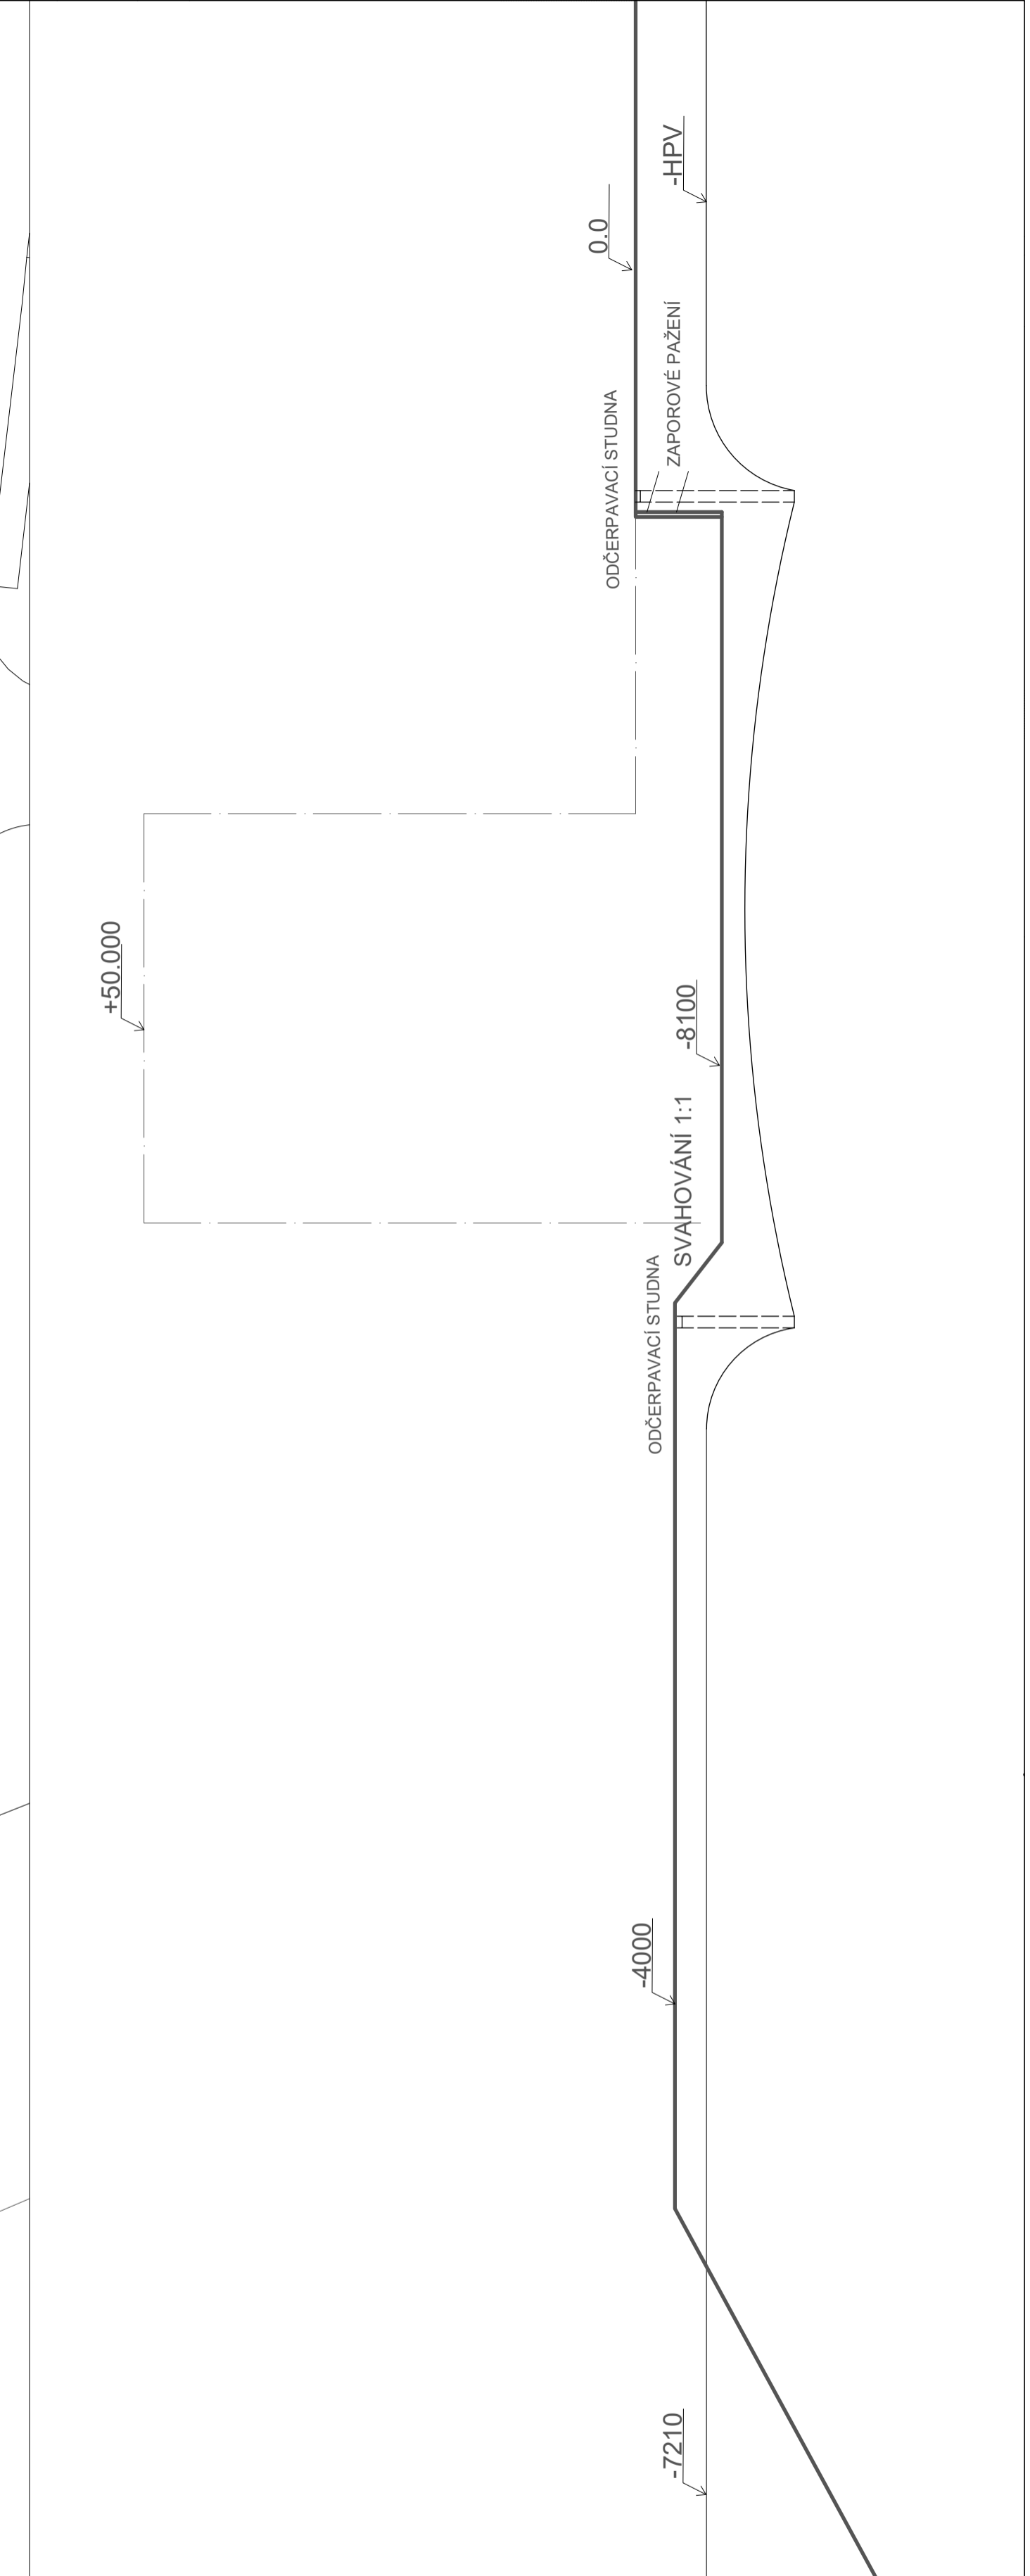 +50.000
0.0
-HPV
ODČERPAVACÍ STUDNA
ZAPOROVÉ PAŽENÍ
-8100
SVAHOVÁNÍ 1:1
ODČERPAVACÍ STUDNA
-4000
-7210